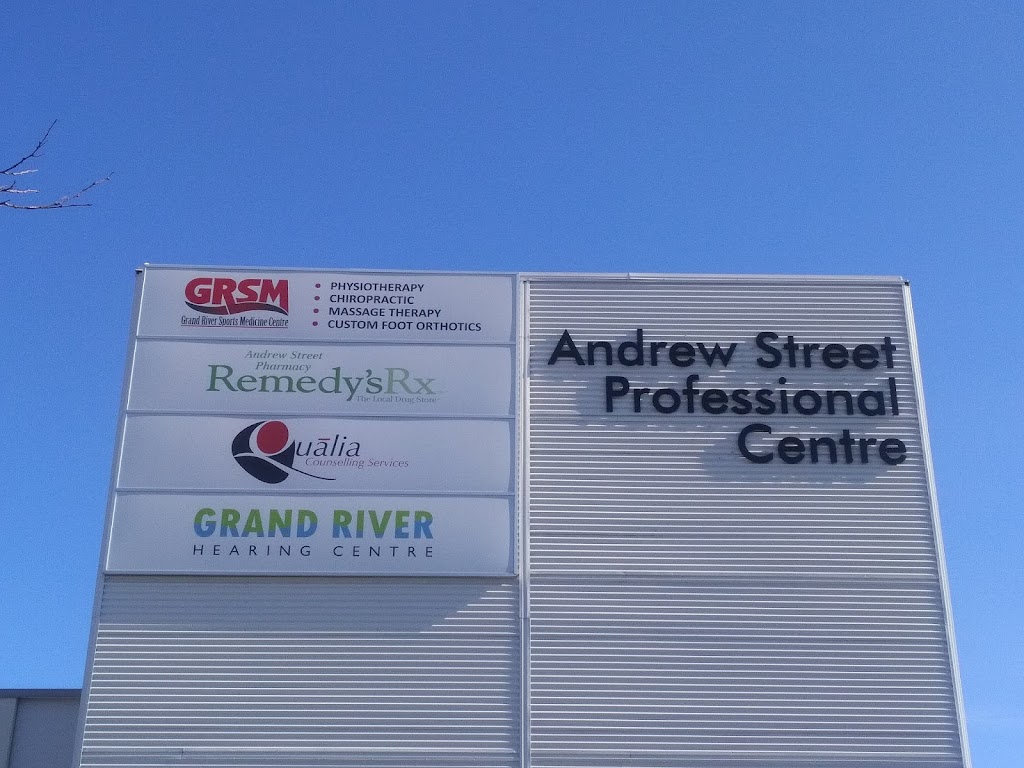 GRSM
Grand River Sports Medicine Centre
• PHYSIOTHERAPY
• CHIROPRACTIC
• MASSAGE THERAPY
• CUSTOM FOOT ORTHOTICS
Andrew Street
Pharmacy
Remedy'sRx
The Local Drug Store
Quālia
Counselling Services
GRAND RIVER
HEARING CENTRE
Andrew Street
Professional
Centre